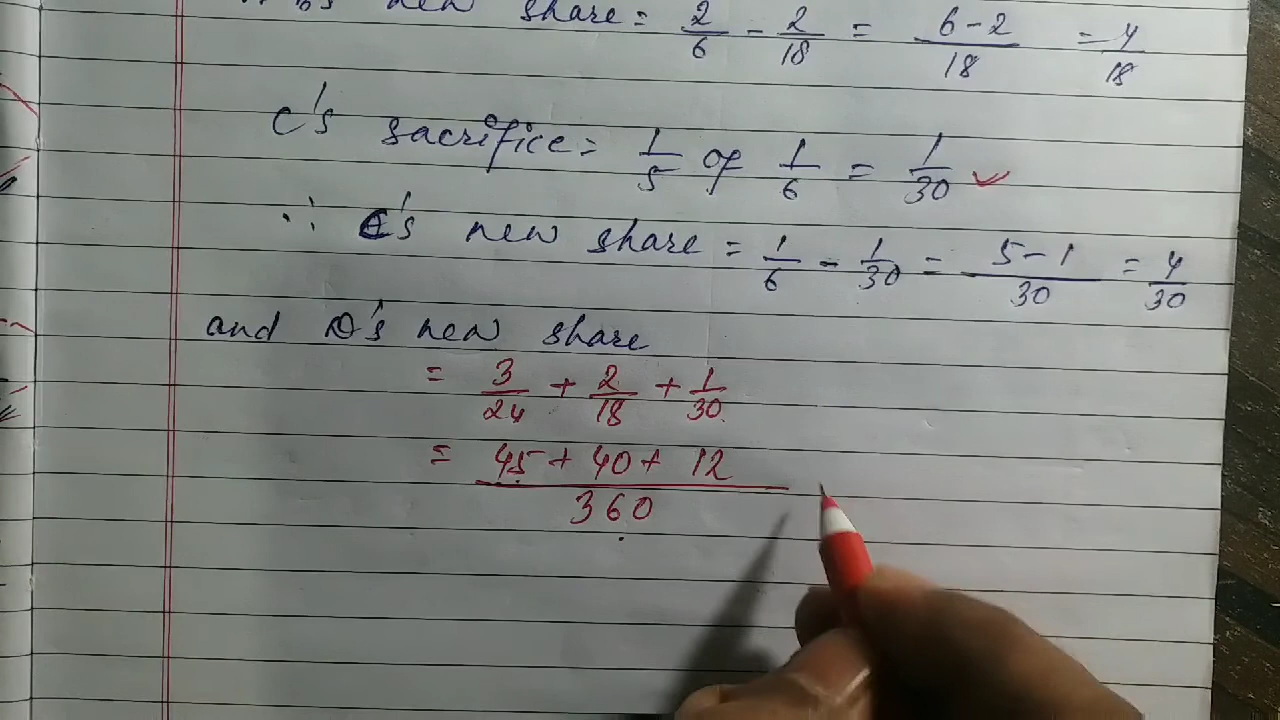 new share = 2/6 - 2/18 = 6-2/18 = 4/18
C's sacrifice = 1/5 of 1/6 = 1/30
∴ C's new share = 1/6 - 1/30 = 5-1/30 = 4/30
and D's new share
= 3/24 + 2/18 + 1/30
= 45 + 40 + 12/360